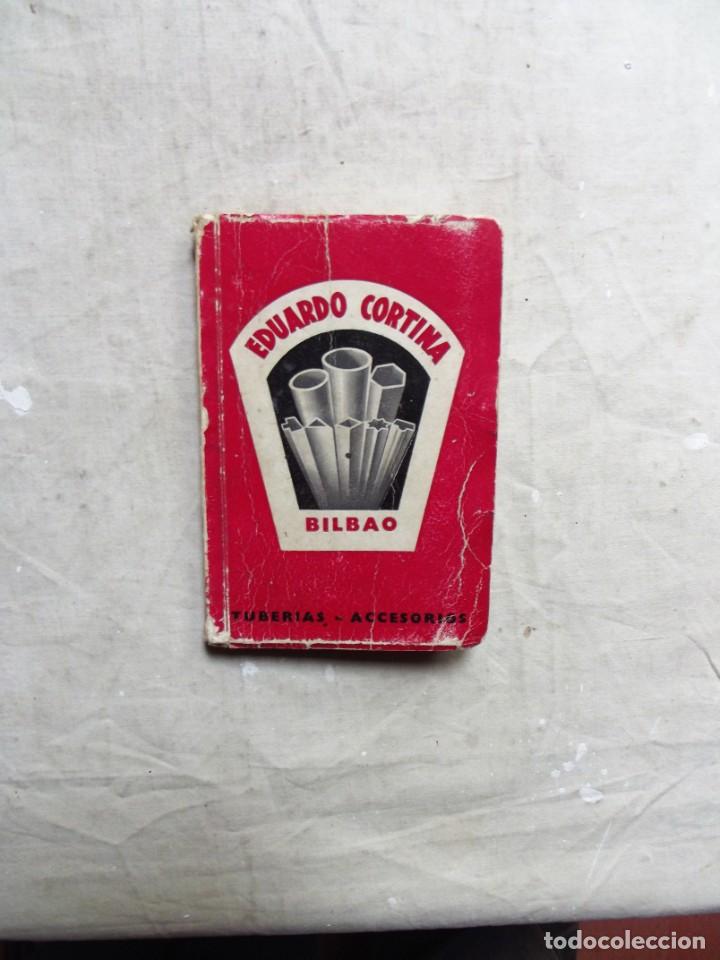 EDUARDO CORTINA
BILBAO
TUBERIAS - ACCESORIOS
todocoleccion